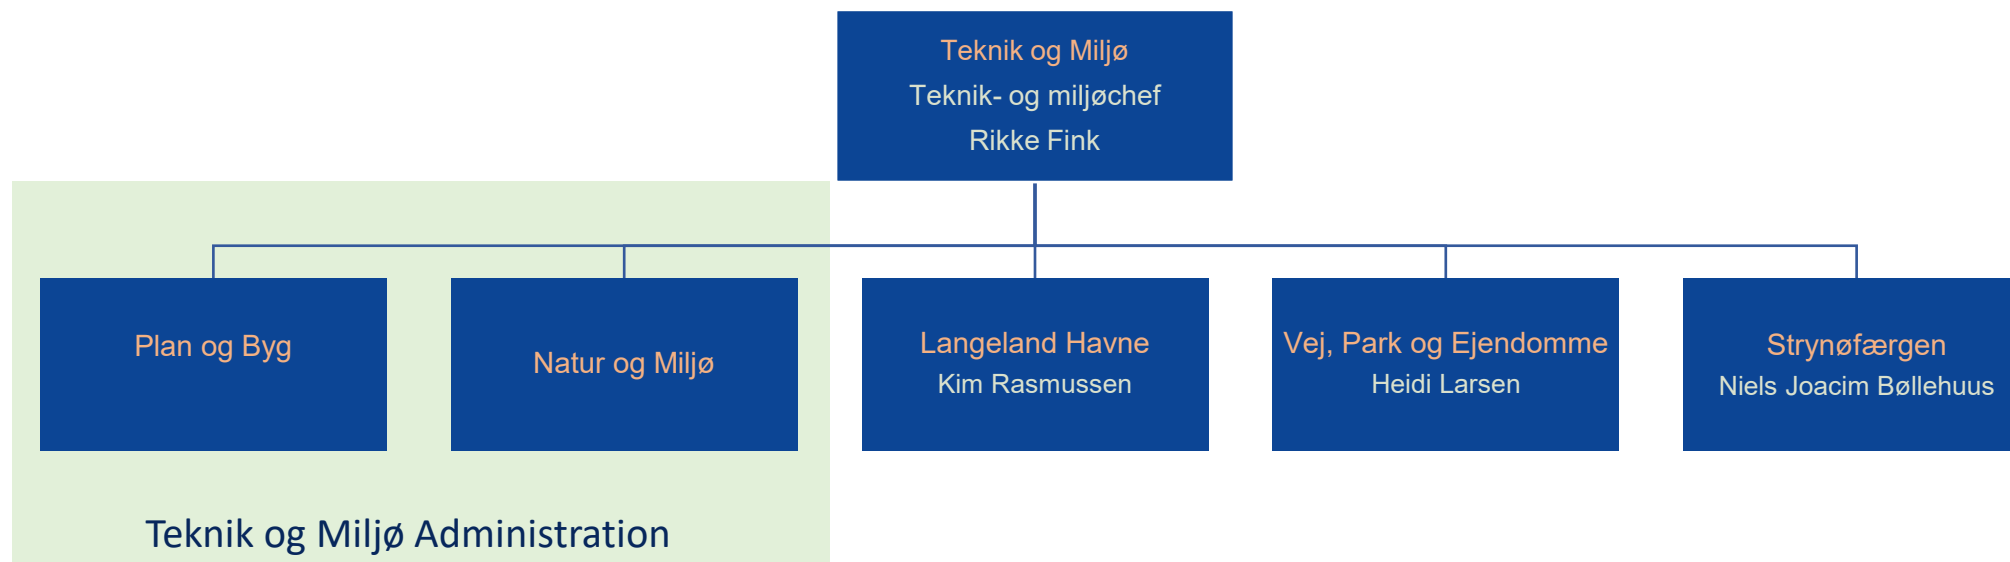 Teknik og Miljø
Teknik- og miljøchef
Rikke Fink
Plan og Byg
Natur og Miljø
Langeland Havne
Kim Rasmussen
Vej, Park og Ejendomme
Heidi Larsen
Strynøfærgen
Niels Joacim Bøllehuus
Teknik og Miljø Administration